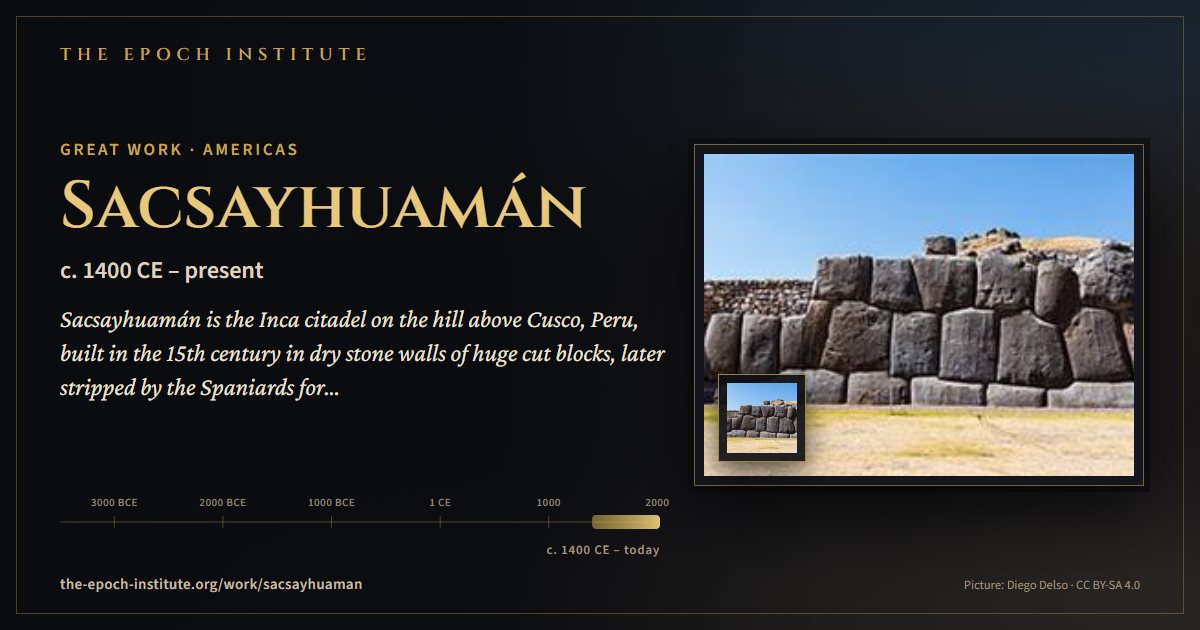 THE EPOCH INSTITUTE
GREAT WORK · AMERICAS
SACSAYHUAMÁN
c. 1400 CE – present
Sacsayhuamán is the Inca citadel on the hill above Cusco, Peru,
built in the 15th century in dry stone walls of huge cut blocks, later
stripped by the Spaniards for...
3000 BCE 2000 BCE 1000 BCE 1 CE 1000 2000
c. 1400 CE – today
the-epoch-institute.org/work/sacsayhuaman
Picture: Diego Delso · CC BY-SA 4.0